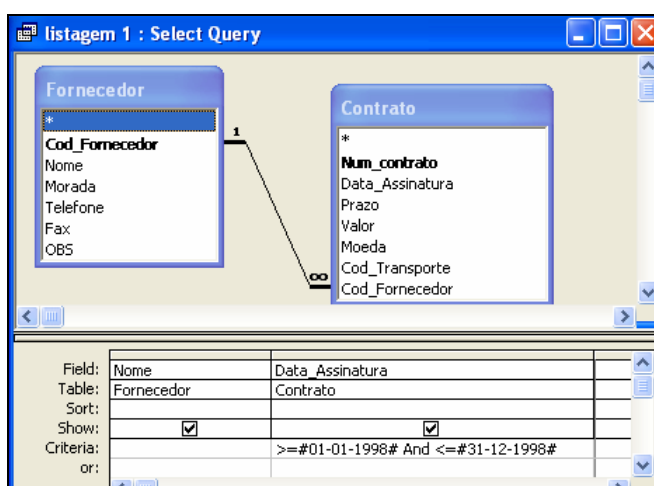 listagem 1 : Select Query
Fornecedor
*
Cod_Fornecedor
Nome
Morada
Telefone
Fax
OBS
1
∞
Contrato
*
Num_contrato
Data_Assinatura
Prazo
Valor
Moeda
Cod_Transporte
Cod_Fornecedor
Field: Nome Data_Assinatura
Table: Fornecedor Contrato
Sort:
Show:
Criteria: >=#01-01-1998# And <=#31-12-1998#
or: